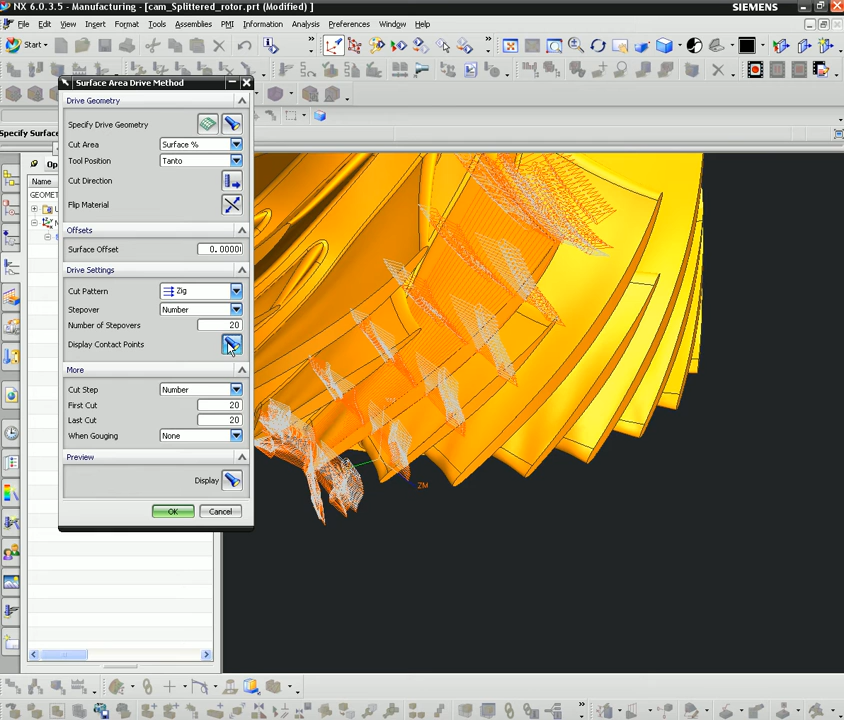 NX 6.0.3.5 - Manufacturing - [cam_Splittered_rotor.prt (Modified) ]
SIEMENS
File Edit View Insert Format Tools Assemblies PMI Information Analysis Preferences Window Help
Start
Surface Area Drive Method
Specify Surfa
Drive Geometry
Specify Drive Geometry
Cut Area Surface %
Tool Position Tanto
Cut Direction
Flip Material
Offsets
Surface Offset 0.0000
Drive Settings
Cut Pattern Zig
Stepover Number
Number of Stepovers 20
Display Contact Points
More
Cut Step Number
First Cut 20
Last Cut 20
When Gouging None
Preview
Display
OK Cancel
Op
Name
GEOMET
ZM